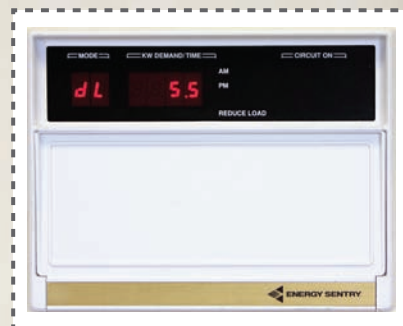 MODE KW DEMAND/TIME CIRCUIT ON
AM
dL 5.5 PM
REDUCE LOAD
ENERGY SENTRY